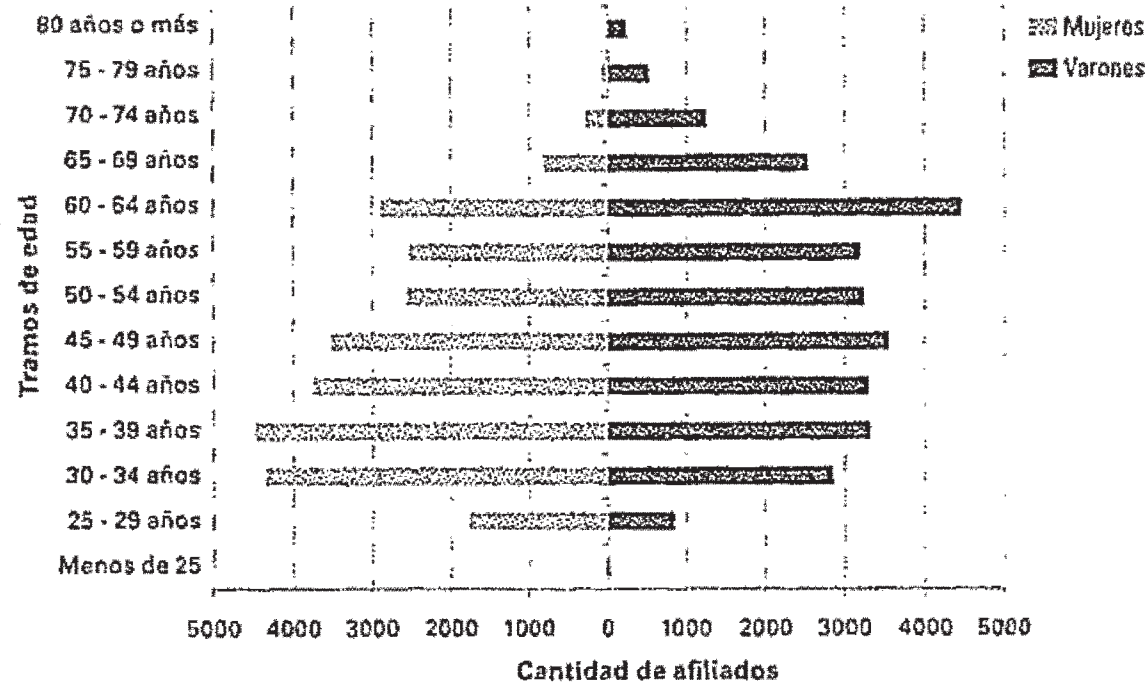 80 años o más
75 - 79 años
70 - 74 años
65 - 69 años
60 - 64 años
55 - 59 años
50 - 54 años
45 - 49 años
40 - 44 años
35 - 39 años
30 - 34 años
25 - 29 años
Menos de 25
Tramos de edad
5000 4000 3000 2000 1000 0 1000 2000 3000 4000 5000
Cantidad de afiliados
Mujeres
Varones